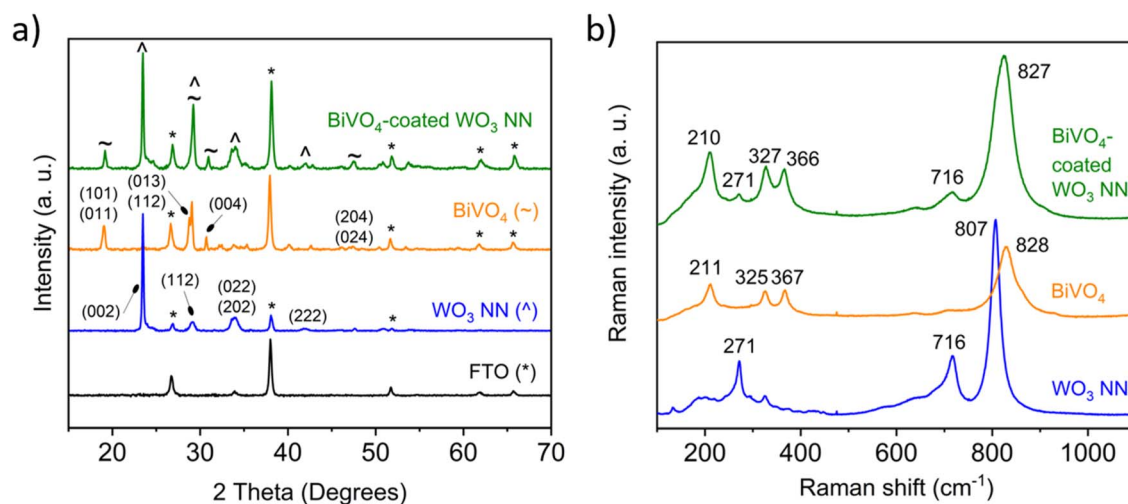 a)
^
^
~
*
~
*
~
^
^
~
*
*
*
BiVO₄-coated WO₃ NN
(101)
(011)
(112)
(013)
*
(004)
(204)
(024)
BiVO₄ (~)
*
*
*
(002)
*
(112)
(022)
(202)
*
(222)
*
WO₃ NN (^)
FTO (*)
Intensity (a. u.)
20 30 40 50 60 70
2 Theta (Degrees)
b)
827
210
271
327
366
716
BiVO₄-
coated
WO₃ NN
807
828
211
325
367
BiVO₄
271
716
WO₃ NN
Raman intensity (a. u.)
200 400 600 800 1000
Raman shift (cm⁻¹)